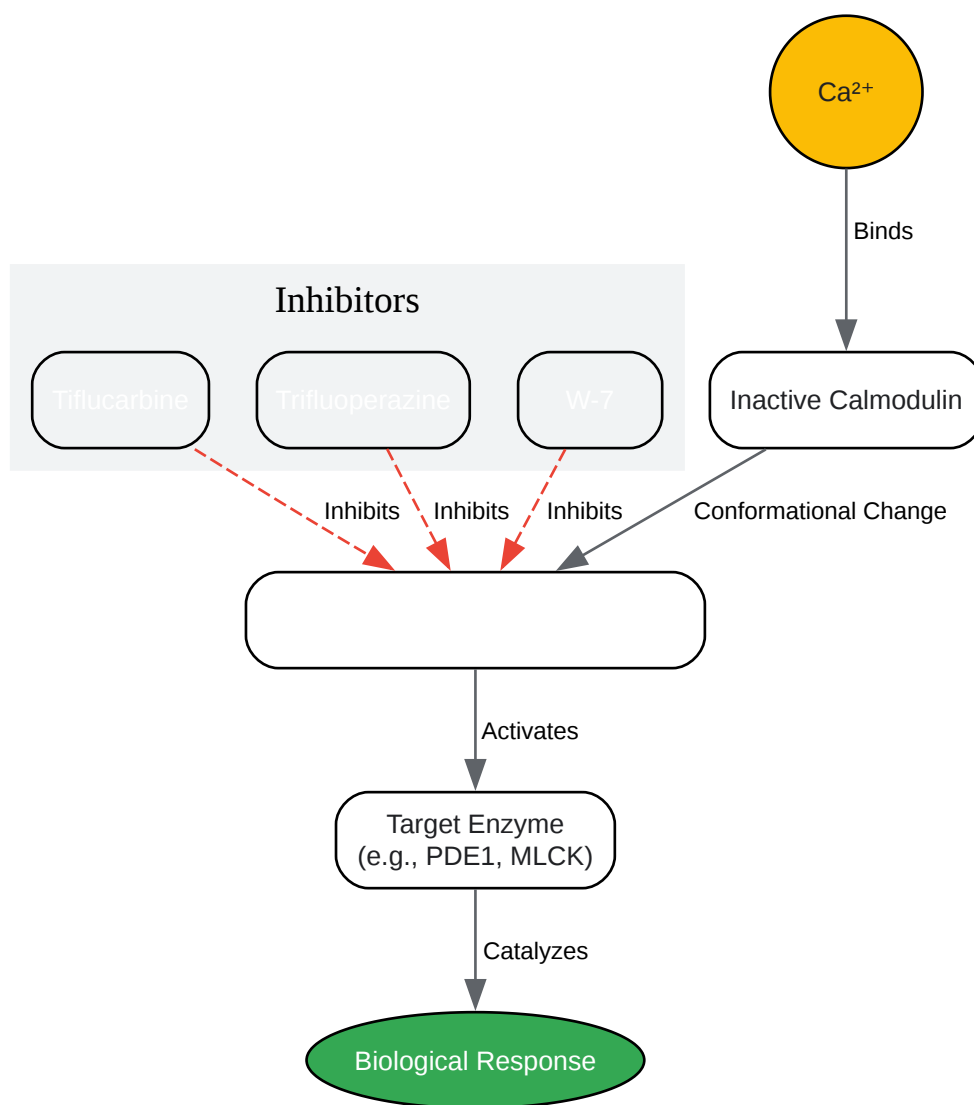 Ca²⁺
Binds
Inhibitors
Tiflucarbine
Trifluoperazine
W-7
Inactive Calmodulin
Inhibits
Inhibits
Inhibits
Conformational Change
Activates
Target Enzyme
(e.g., PDE1, MLCK)
Catalyzes
Biological Response